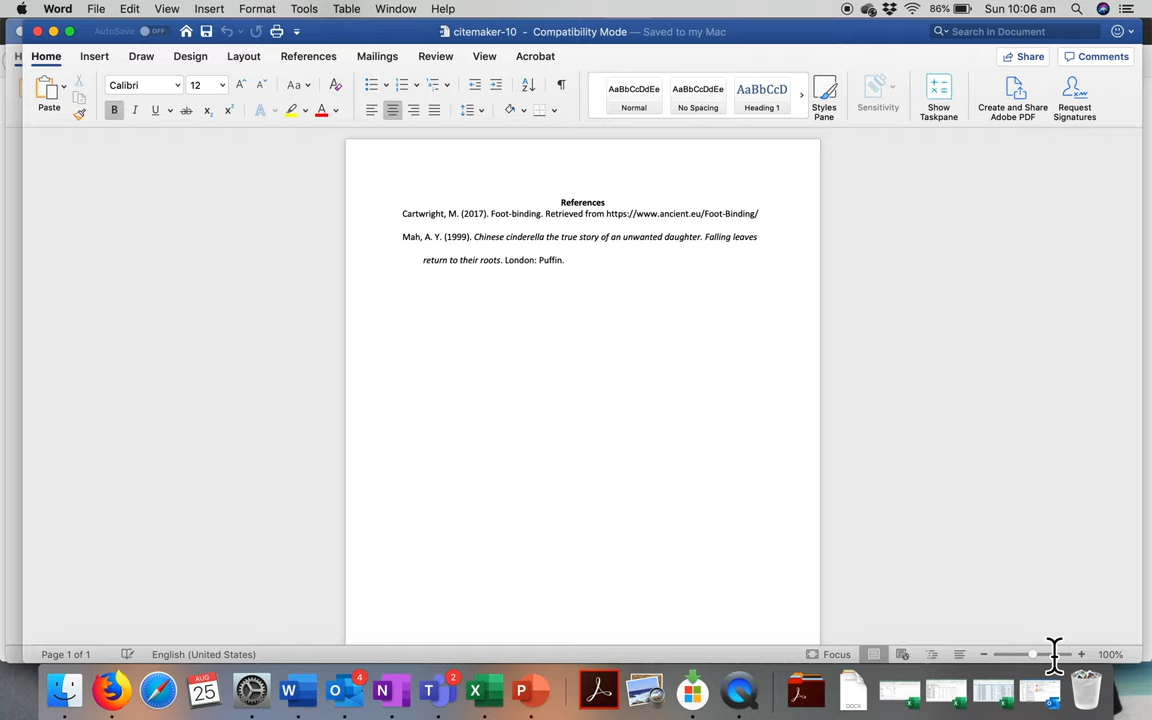 Word File Edit View Insert Format Tools Table Window Help 86% Sun 10:06 am
AutoSave OFF citemaker-10 - Compatibility Mode — Saved to my Mac Search in Document
Home Insert Draw Design Layout References Mailings Review View Acrobat Share Comments
Calibri 12 Aa AaBbCcDdEe AaBbCcDdEe AaBbCcD
Paste Normal No Spacing Heading 1 Styles Pane Sensitivity Show Taskpane Create and Share Adobe PDF Request Signatures
References
Cartwright, M. (2017). Foot-binding. Retrieved from https://www.ancient.eu/Foot-Binding/
Mah, A. Y. (1999). Chinese cinderella the true story of an unwanted daughter. Falling leaves
return to their roots. London: Puffin.
Page 1 of 1 English (United States) Focus 100%
AUG 25 4 2
DOCX